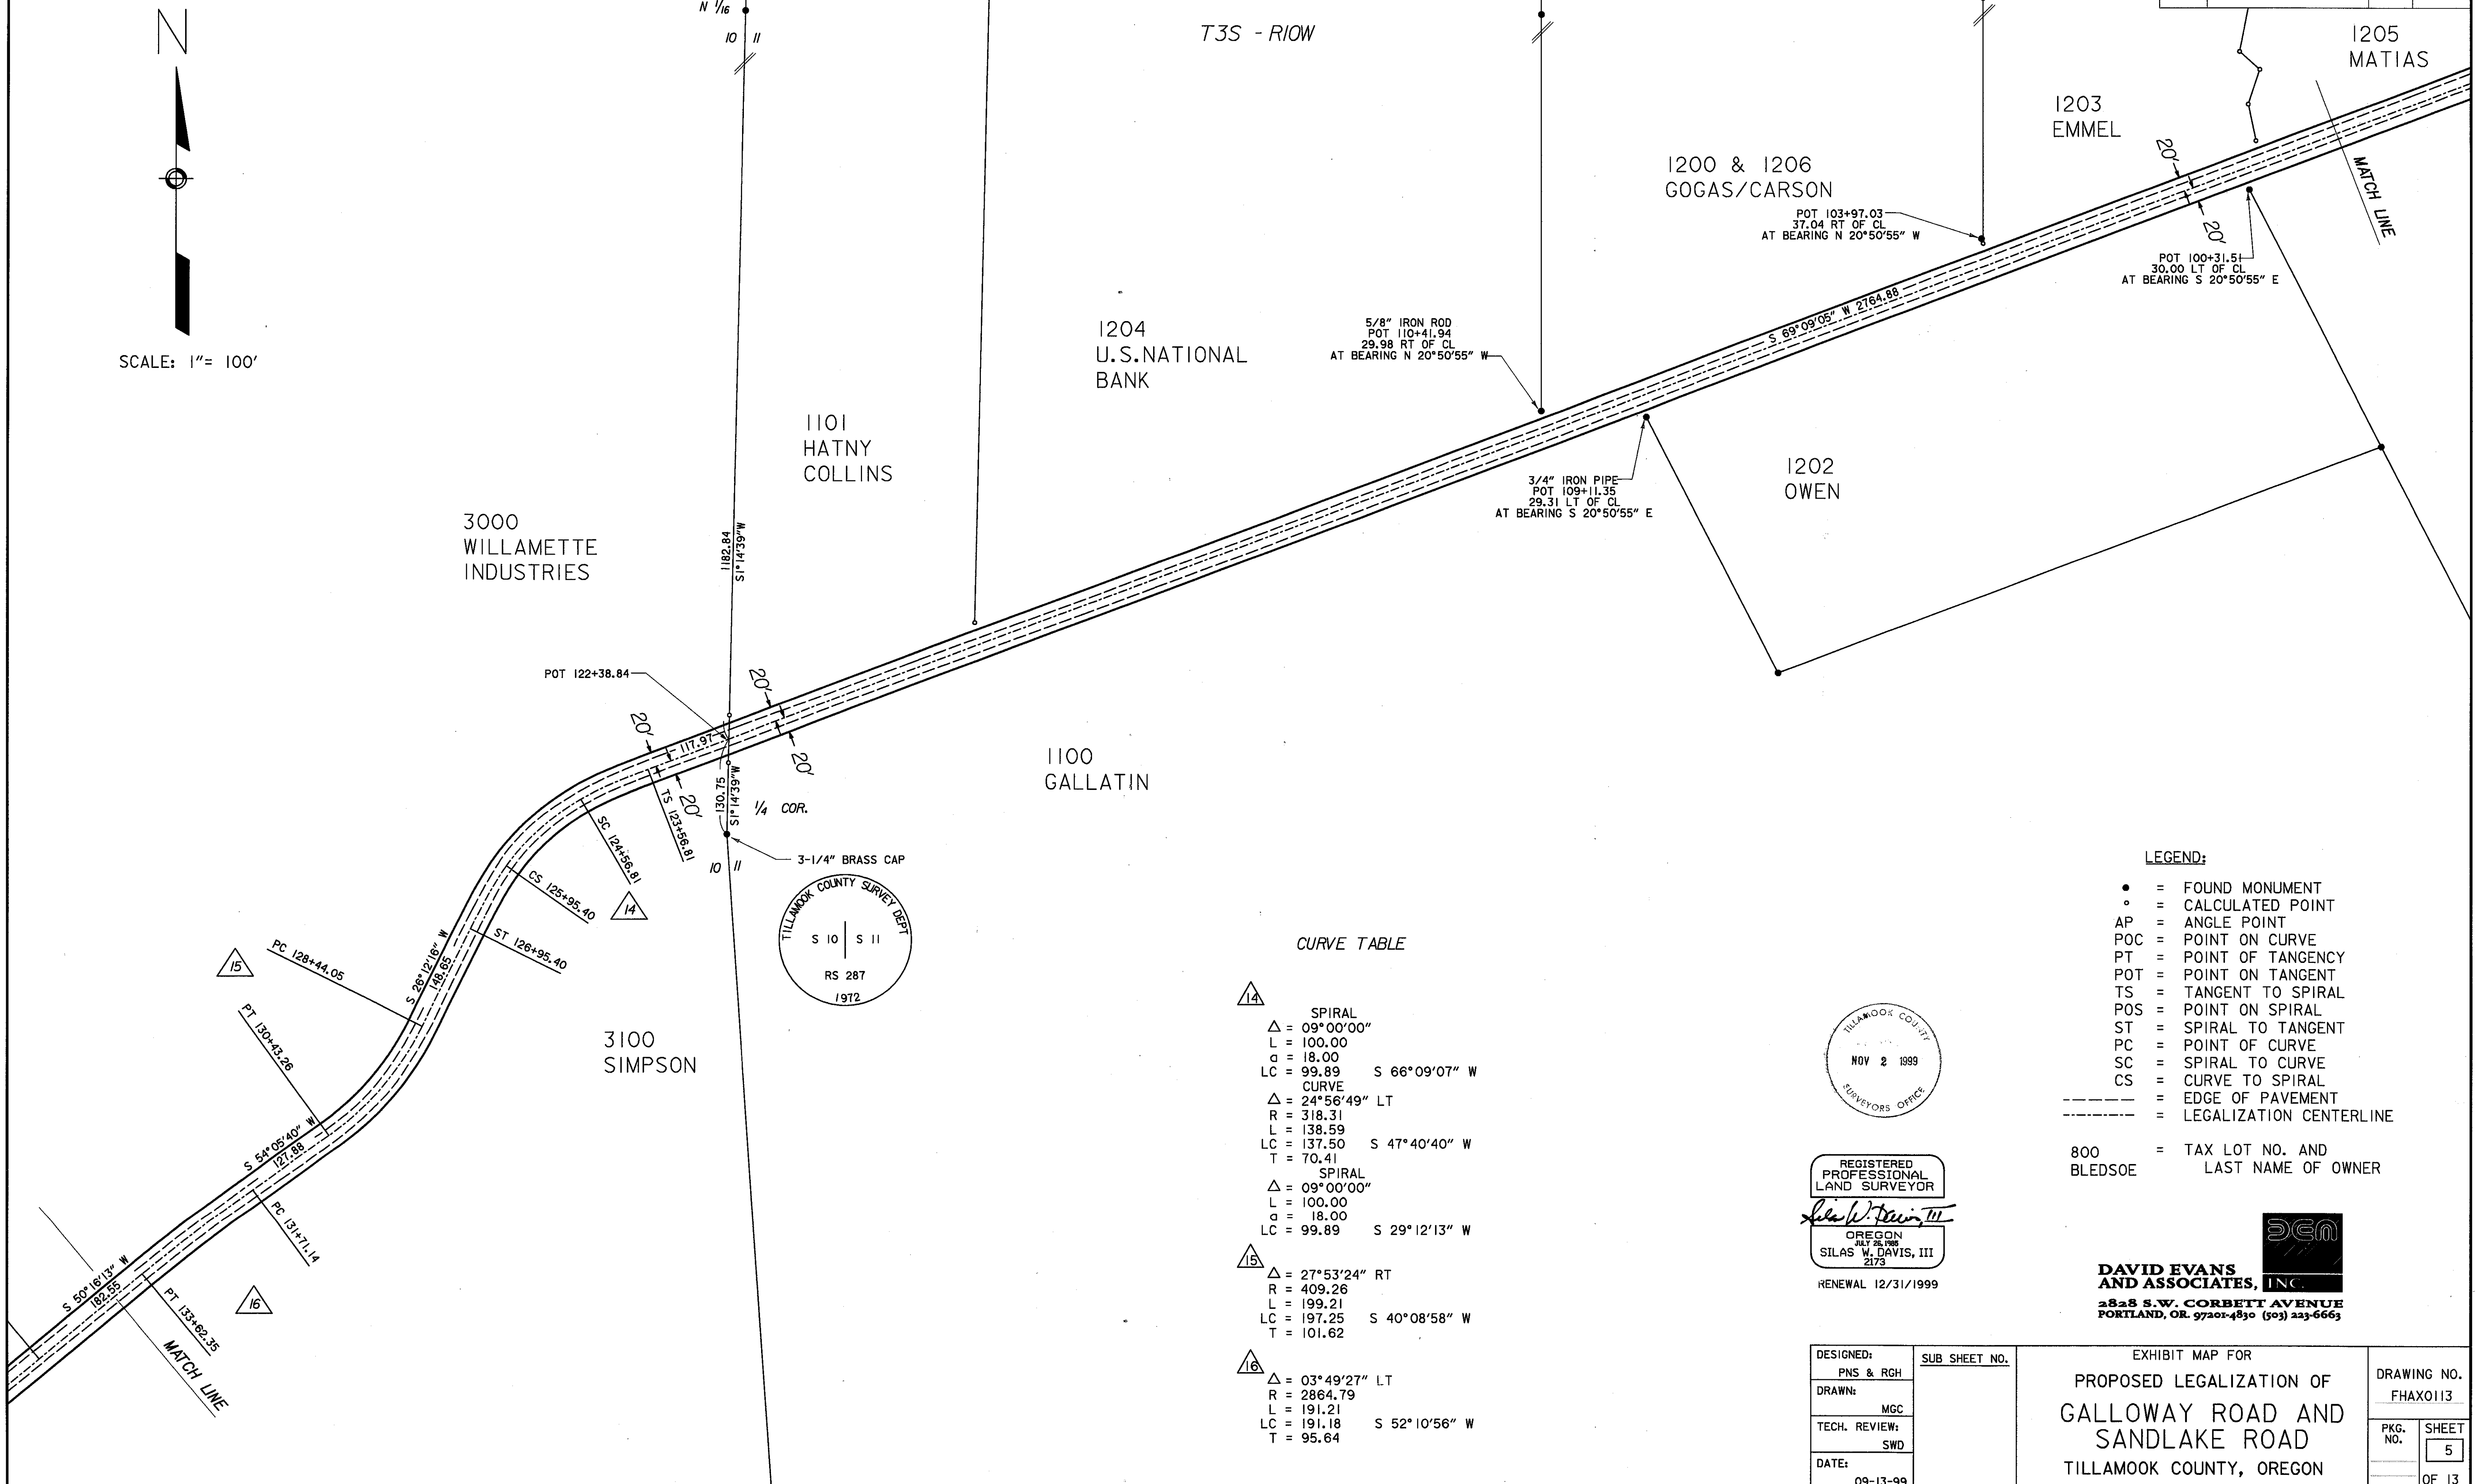 N
SCALE: 1"= 100'
N 1/16
10 11
T3S - R10W
1205
MATIAS
1203
EMMEL
1200 & 1206
GOGAS/CARSON
POT 103+97.03
37.04 RT OF CL
AT BEARING N 20°50'55" W
20'
20'
MATCH LINE
POT 100+31.51
30.00 LT OF CL
AT BEARING S 20°50'55" E
S 69°09'05" W 2764.88
1204
U.S.NATIONAL
BANK
5/8" IRON ROD
POT 110+41.94
29.98 RT OF CL
AT BEARING N 20°50'55" W
1101
HATNY
COLLINS
3/4" IRON PIPE
POT 109+11.35
29.31 LT OF CL
AT BEARING S 20°50'55" E
1202
OWEN
3000
WILLAMETTE
INDUSTRIES
1182.84
S1°14'39"W
POT 122+38.84
20'
20'
117.97
20'
20'
1100
GALLATIN
130.75
S1°14'39"W
1/4 COR.
TS 123+56.81
SC 124+56.81
3-1/4" BRASS CAP
10 11
CS 125+95.40
14
ST 126+95.40
TILLAMOOK COUNTY SURVEY DEPT
S 10 S 11
RS 287
1972
PC 128+44.05
15
S 26°12'16" W
148.65
PT 130+43.26
3100
SIMPSON
S 54°05'40" W
127.88
PC 131+71.14
S 50°16'13" W
182.55
PT 133+62.35
16
MATCH LINE
CURVE TABLE
14
SPIRAL
Δ = 09°00'00"
L = 100.00
a = 18.00
LC = 99.89 S 66°09'07" W
CURVE
Δ = 24°56'49" LT
R = 318.31
L = 138.59
LC = 137.50 S 47°40'40" W
T = 70.41
SPIRAL
Δ = 09°00'00"
L = 100.00
a = 18.00
LC = 99.89 S 29°12'13" W
15
Δ = 27°53'24" RT
R = 409.26
L = 199.21
LC = 197.25 S 40°08'58" W
T = 101.62
16
Δ = 03°49'27" LT
R = 2864.79
L = 191.21
LC = 191.18 S 52°10'56" W
T = 95.64
LEGEND:
● = FOUND MONUMENT
○ = CALCULATED POINT
AP = ANGLE POINT
POC = POINT ON CURVE
PT = POINT OF TANGENCY
POT = POINT ON TANGENT
TS = TANGENT TO SPIRAL
POS = POINT ON SPIRAL
ST = SPIRAL TO TANGENT
PC = POINT OF CURVE
SC = SPIRAL TO CURVE
CS = CURVE TO SPIRAL
= EDGE OF PAVEMENT
= LEGALIZATION CENTERLINE
800 = TAX LOT NO. AND
BLEDSOE LAST NAME OF OWNER
TILLAMOOK COUNTY
NOV 2 1999
SURVEYORS OFFICE
REGISTERED
PROFESSIONAL
LAND SURVEYOR
Silas W. Davis, III
OREGON
JULY 26, 1985
SILAS W. DAVIS, III
2173
RENEWAL 12/31/1999
DAVID EVANS
AND ASSOCIATES, INC.
2828 S.W. CORBETT AVENUE
PORTLAND, OR. 97201-4830 (503) 223-6663
DESIGNED:
PNS & RGH
DRAWN:
MGC
TECH. REVIEW:
SWD
DATE:
09-13-99
SUB SHEET NO.
EXHIBIT MAP FOR
PROPOSED LEGALIZATION OF
GALLOWAY ROAD AND
SANDLAKE ROAD
TILLAMOOK COUNTY, OREGON
DRAWING NO.
FHAX0113
PKG. NO.
SHEET
5
OF 13